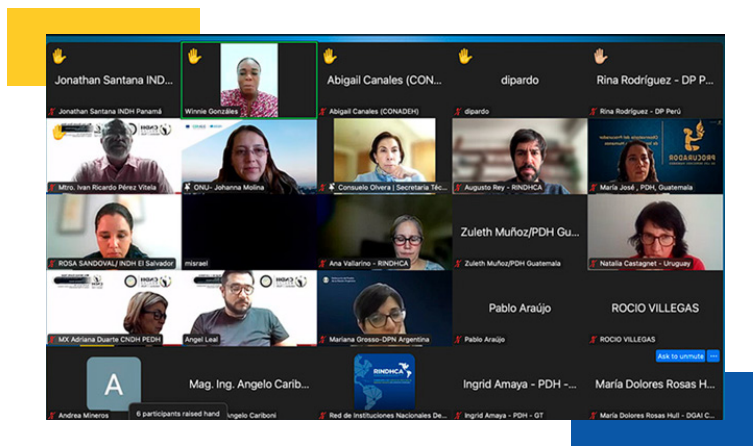 Jonathan Santana IND...
Jonathan Santana INDH Panamá
Winnie Gonzáles
Abigail Canales (CON...
Abigail Canales (CONADEH)
dipardo
dipardo
Rina Rodríguez - DP P...
Rina Rodríguez - DP Perú
Mtro. Ivan Ricardo Pérez Vitela
ONU- Johanna Molina
Consuelo Olvera | Secretaria Téc...
Augusto Rey - RINDHCA
PROCURADOR
María José , PDH, Guatemala
ROSA SANDOVAL/ INDH El Salvador
misrael
Ana Vallarino - RINDHCA
Zuleth Muñoz/PDH Gu...
Zuleth Muñoz/PDH Guatemala
Natalia Castagnet - Uruguay
MX Adriana Duarte CNDH PEDH
Angel Leal
Mariana Grosso-DPN Argentina
Pablo Araújo
Pablo Araújo
ROCIO VILLEGAS
ROCIO VILLEGAS
Ask to unmute
A
Andrea Mineros
6 participants raised hand
Mag. Ing. Angelo Carib...
Angelo Cariboni
RINDHCA
Red de Instituciones Nacionales De...
Ingrid Amaya - PDH -...
Ingrid Amaya - PDH - GT
María Dolores Rosas H...
María Dolores Rosas Hull - DGAI C...